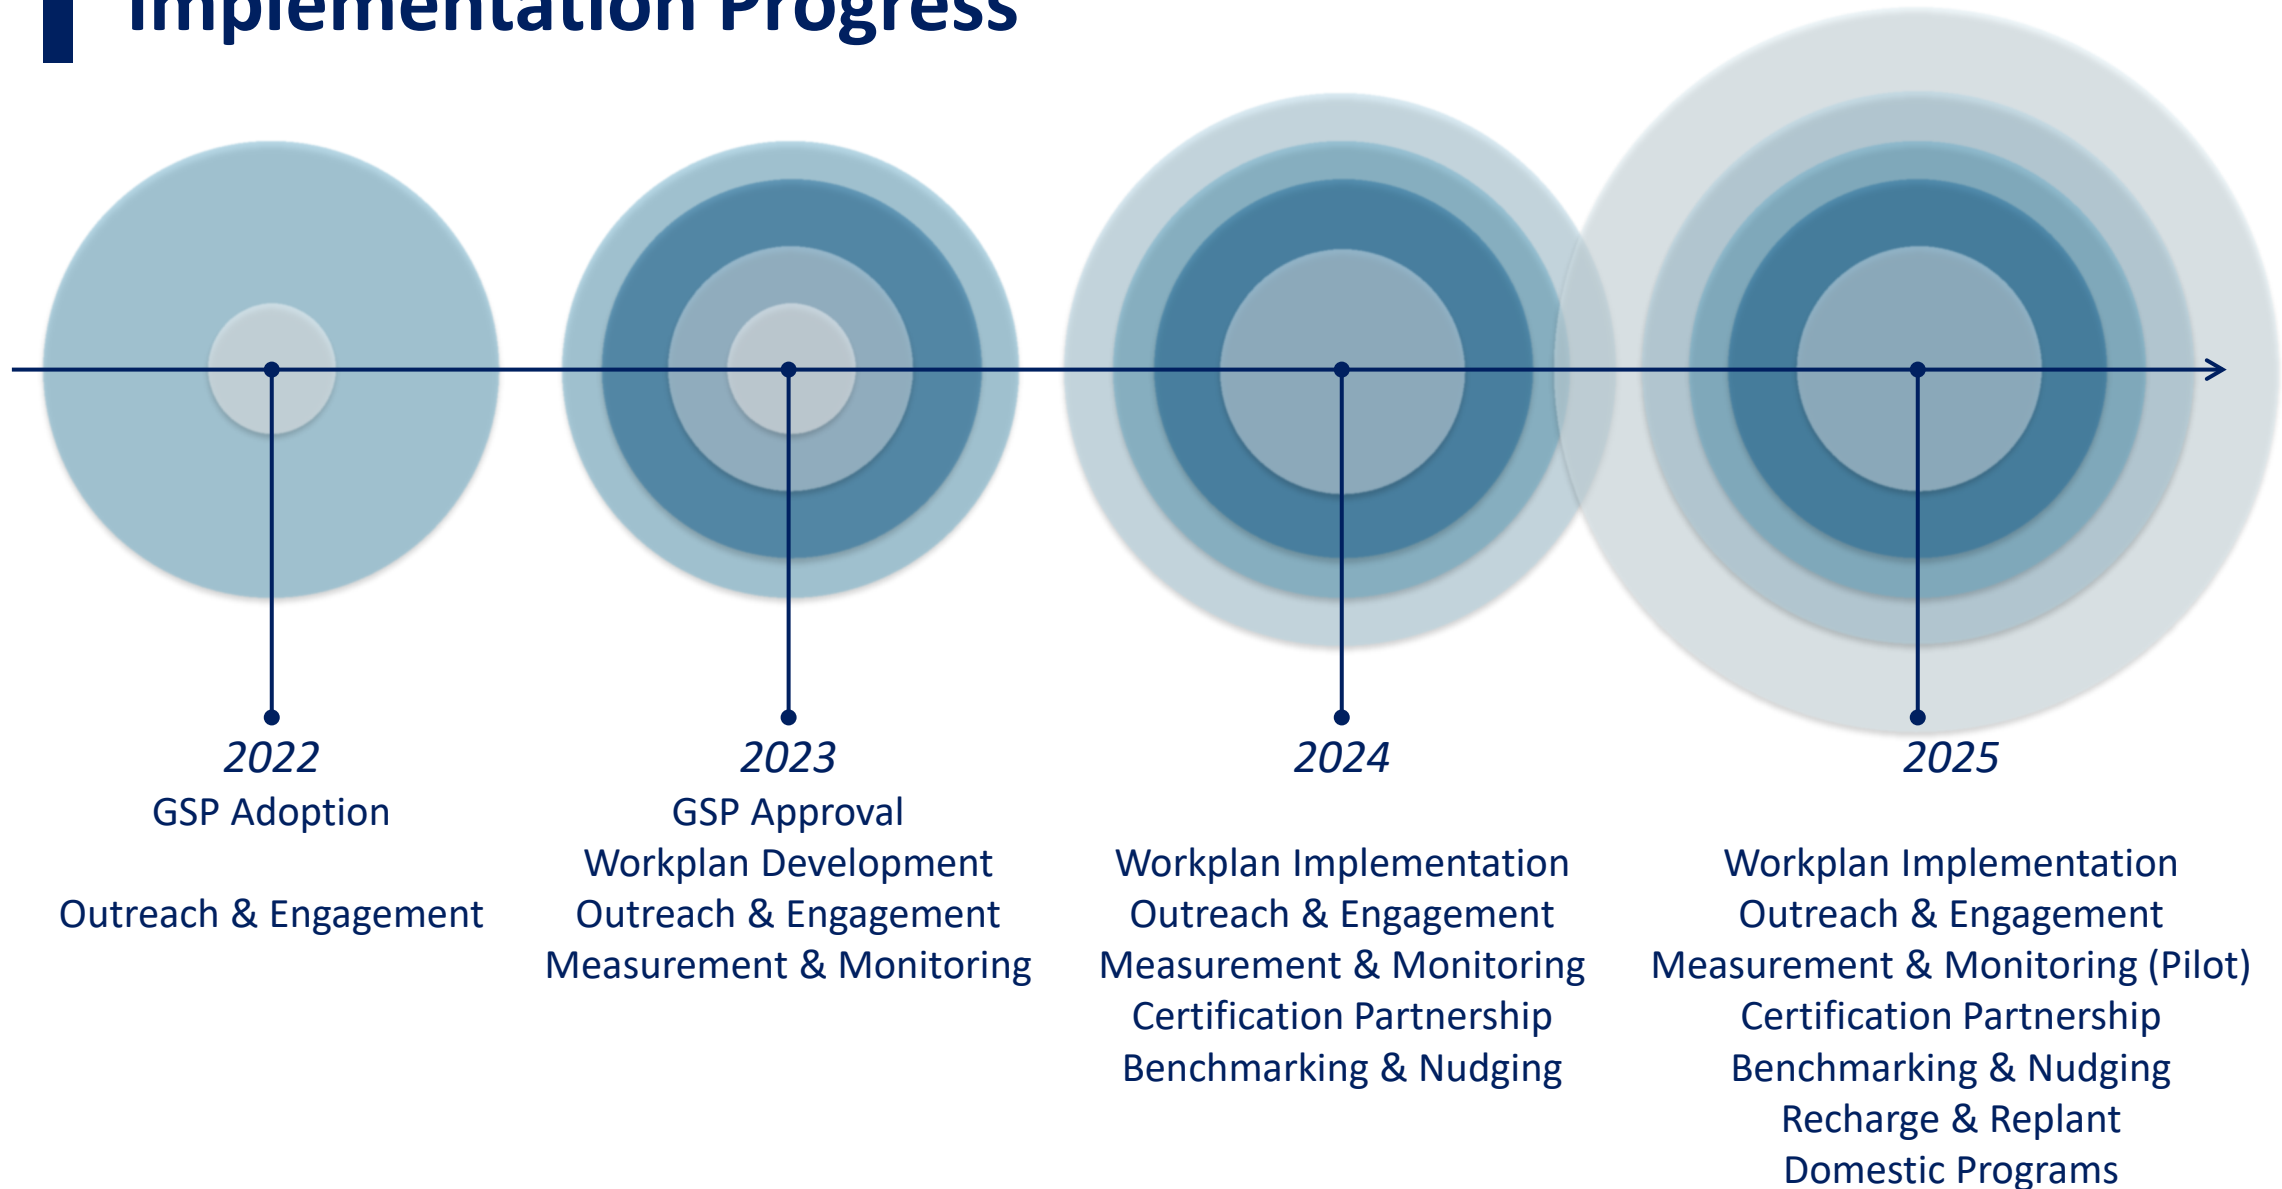 Implementation Progress
2022
GSP Adoption
Outreach & Engagement
2023
GSP Approval
Workplan Development
Outreach & Engagement
Measurement & Monitoring
2024
Workplan Implementation
Outreach & Engagement
Measurement & Monitoring
Certification Partnership
Benchmarking & Nudging
2025
Workplan Implementation
Outreach & Engagement
Measurement & Monitoring (Pilot)
Certification Partnership
Benchmarking & Nudging
Recharge & Replant
Domestic Programs